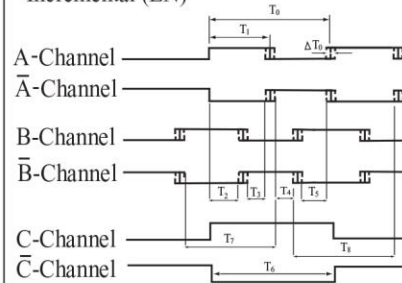 Incremental (EN)
T₀
T₁
ΔT₀
A-Channel
Ā-Channel
B-Channel
B̄-Channel
T₂
T₃
T₄
T₅
C-Channel
T₇
T₈
C̄-Channel
T₆